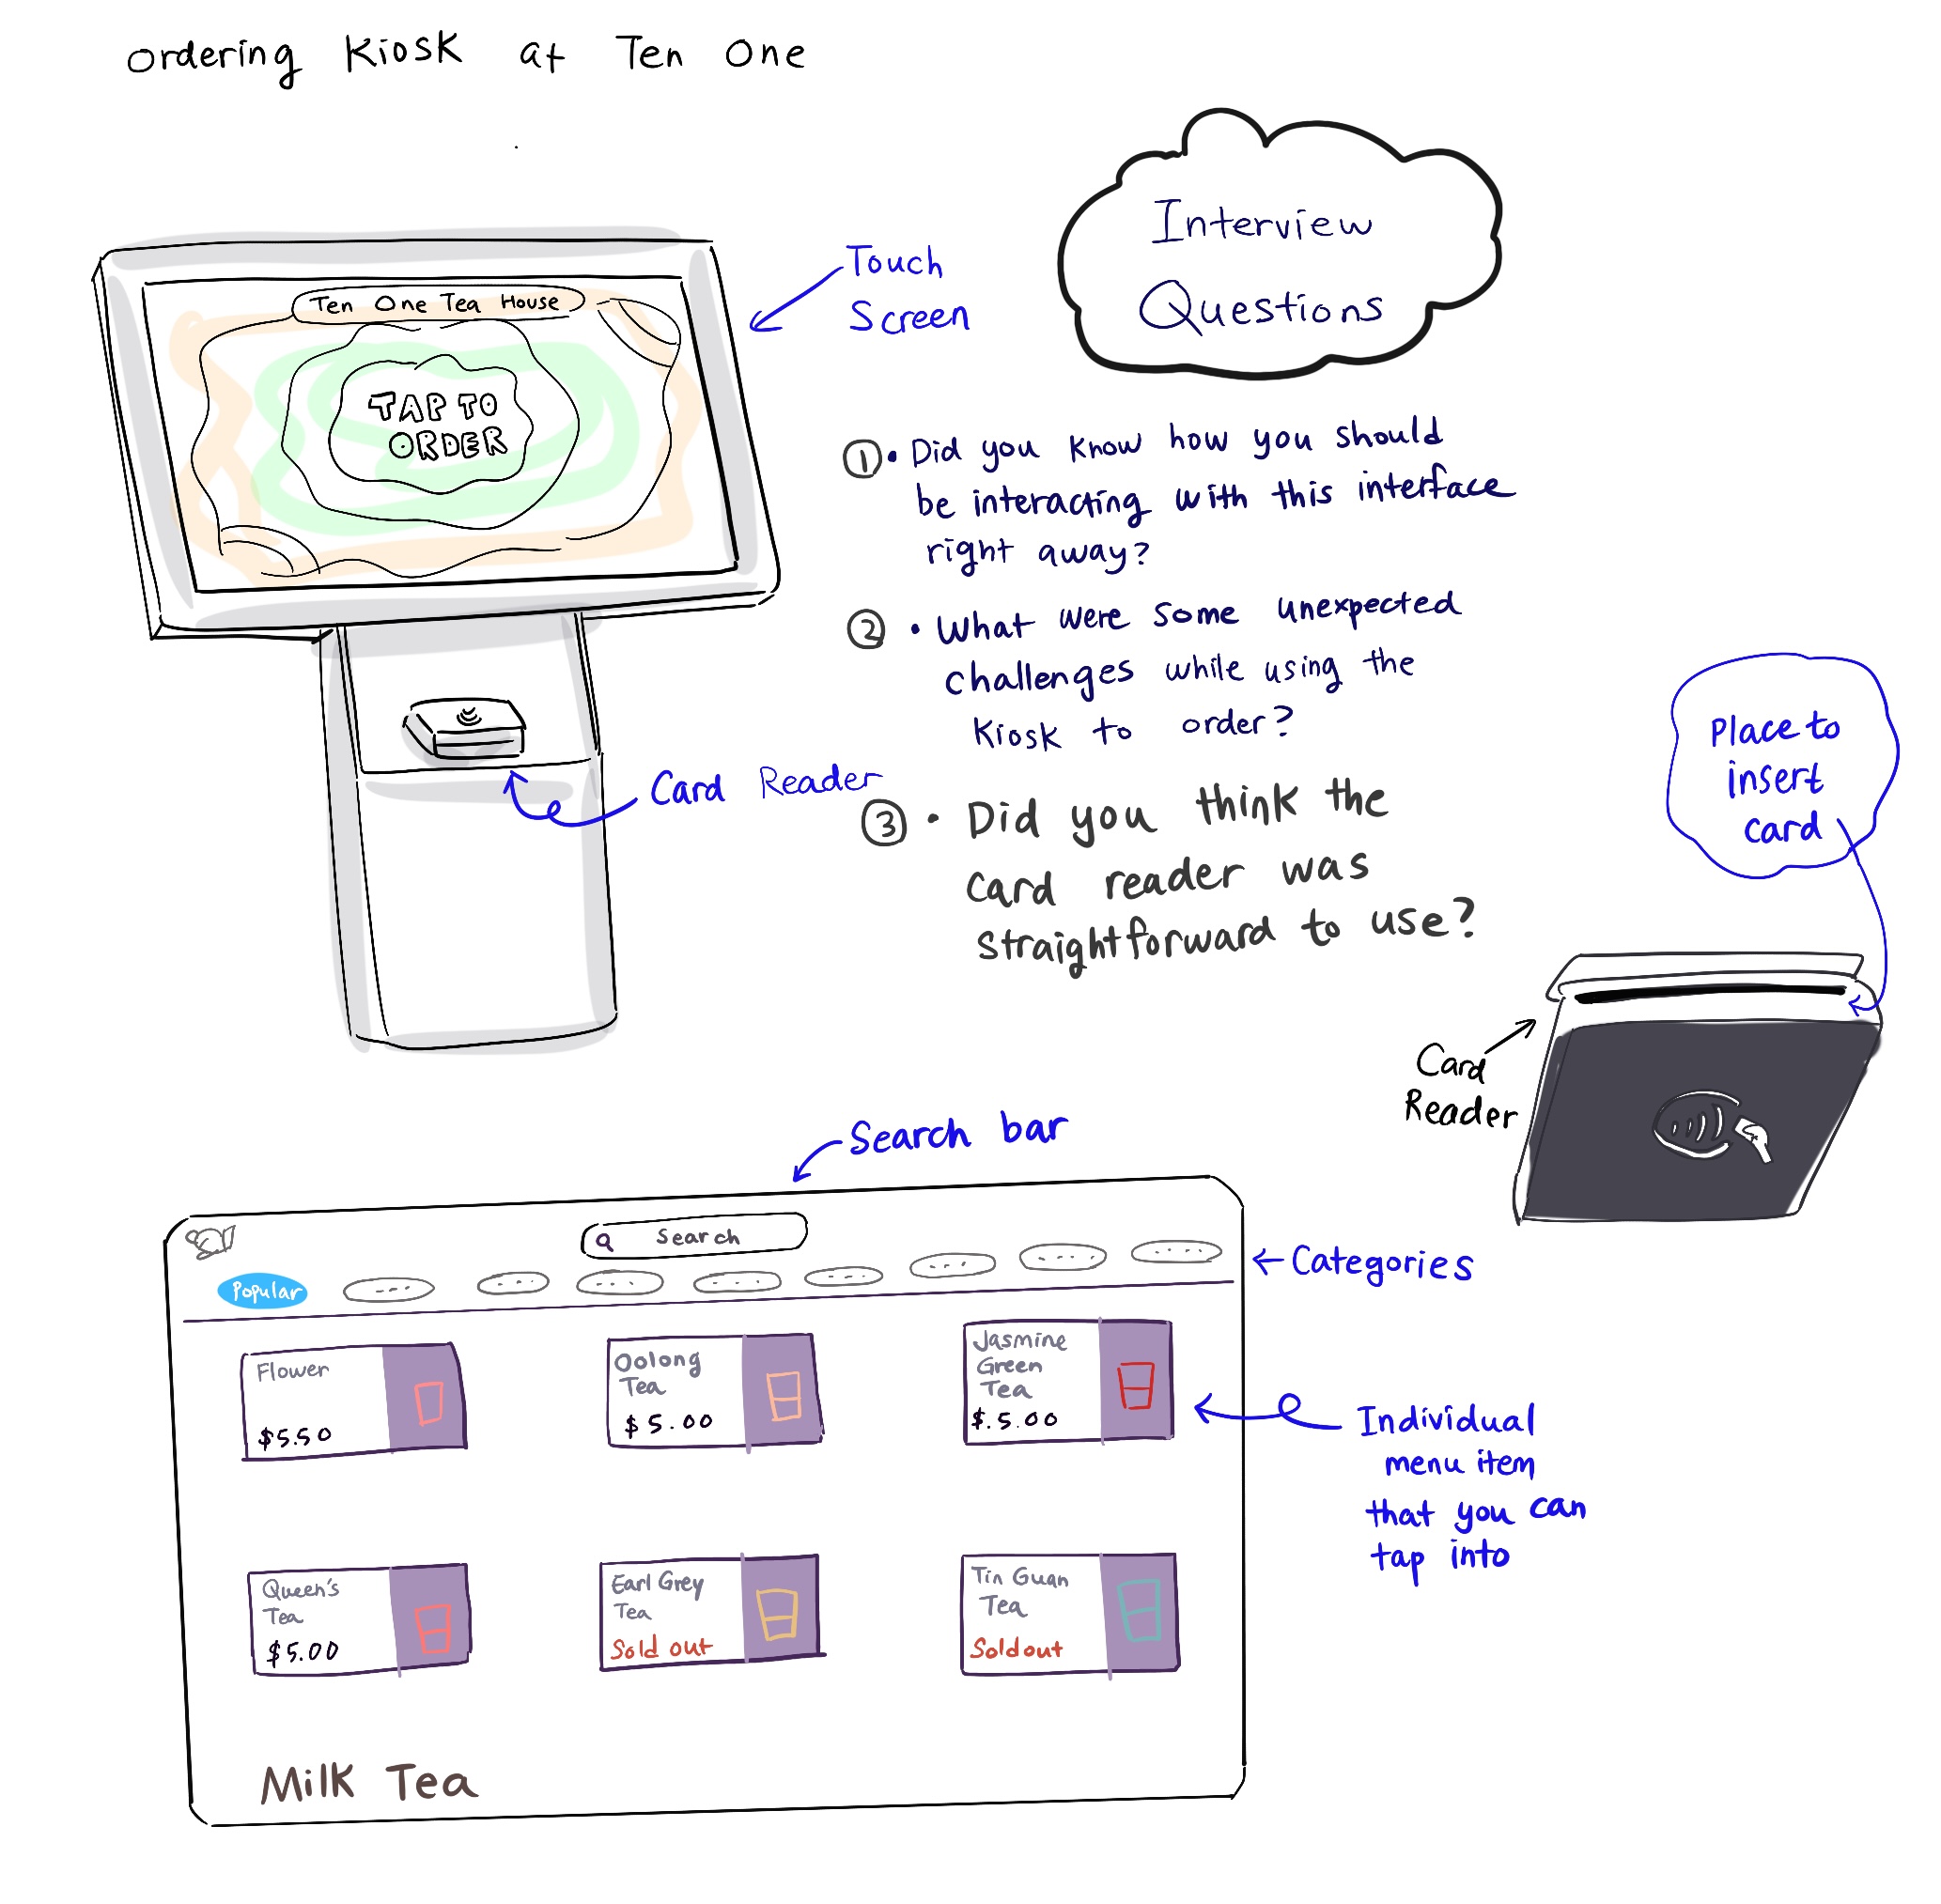 ordering Kiosk at Ten One
Interview
Questions
Touch
Screen
Ten One Tea House
TAP TO
ORDER
Card Reader
① • Did you know how you should
be interacting with this interface
right away?
② • What were some unexpected
challenges while using the
Kiosk to order?
③ • Did you think the
card reader was
straightforward to use?
Place to
insert
card
Card
Reader
Search bar
Search
Popular
... ... ... ... ... ... .... ....
← Categories
Flower
$5.50
Oolong
Tea
$5.00
Jasmine
Green
Tea
$.5.00
Individual
menu item
that you can
tap into
Queen's
Tea
$5.00
Earl Grey
Tea
Sold out
Tin Guan
Tea
Sold out
Milk Tea